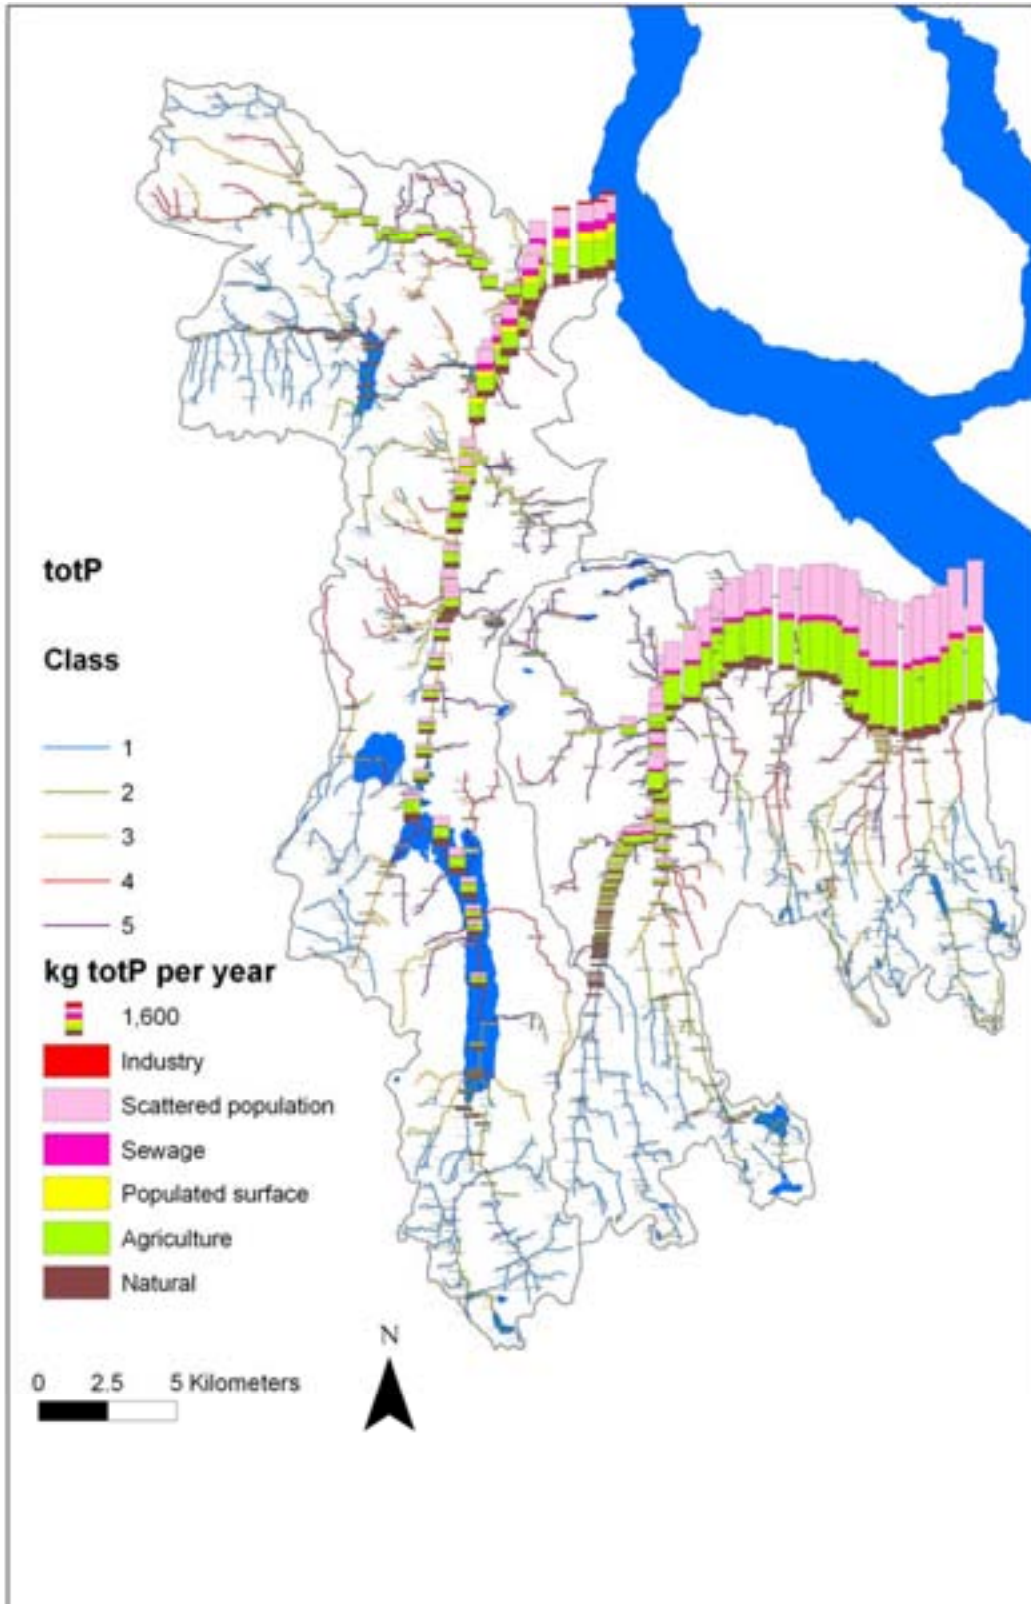 totP
Class
1
2
3
4
5
kg totP per year
1,600
Industry
Scattered population
Sewage
Populated surface
Agriculture
Natural
N
0 2.5 5 Kilometers